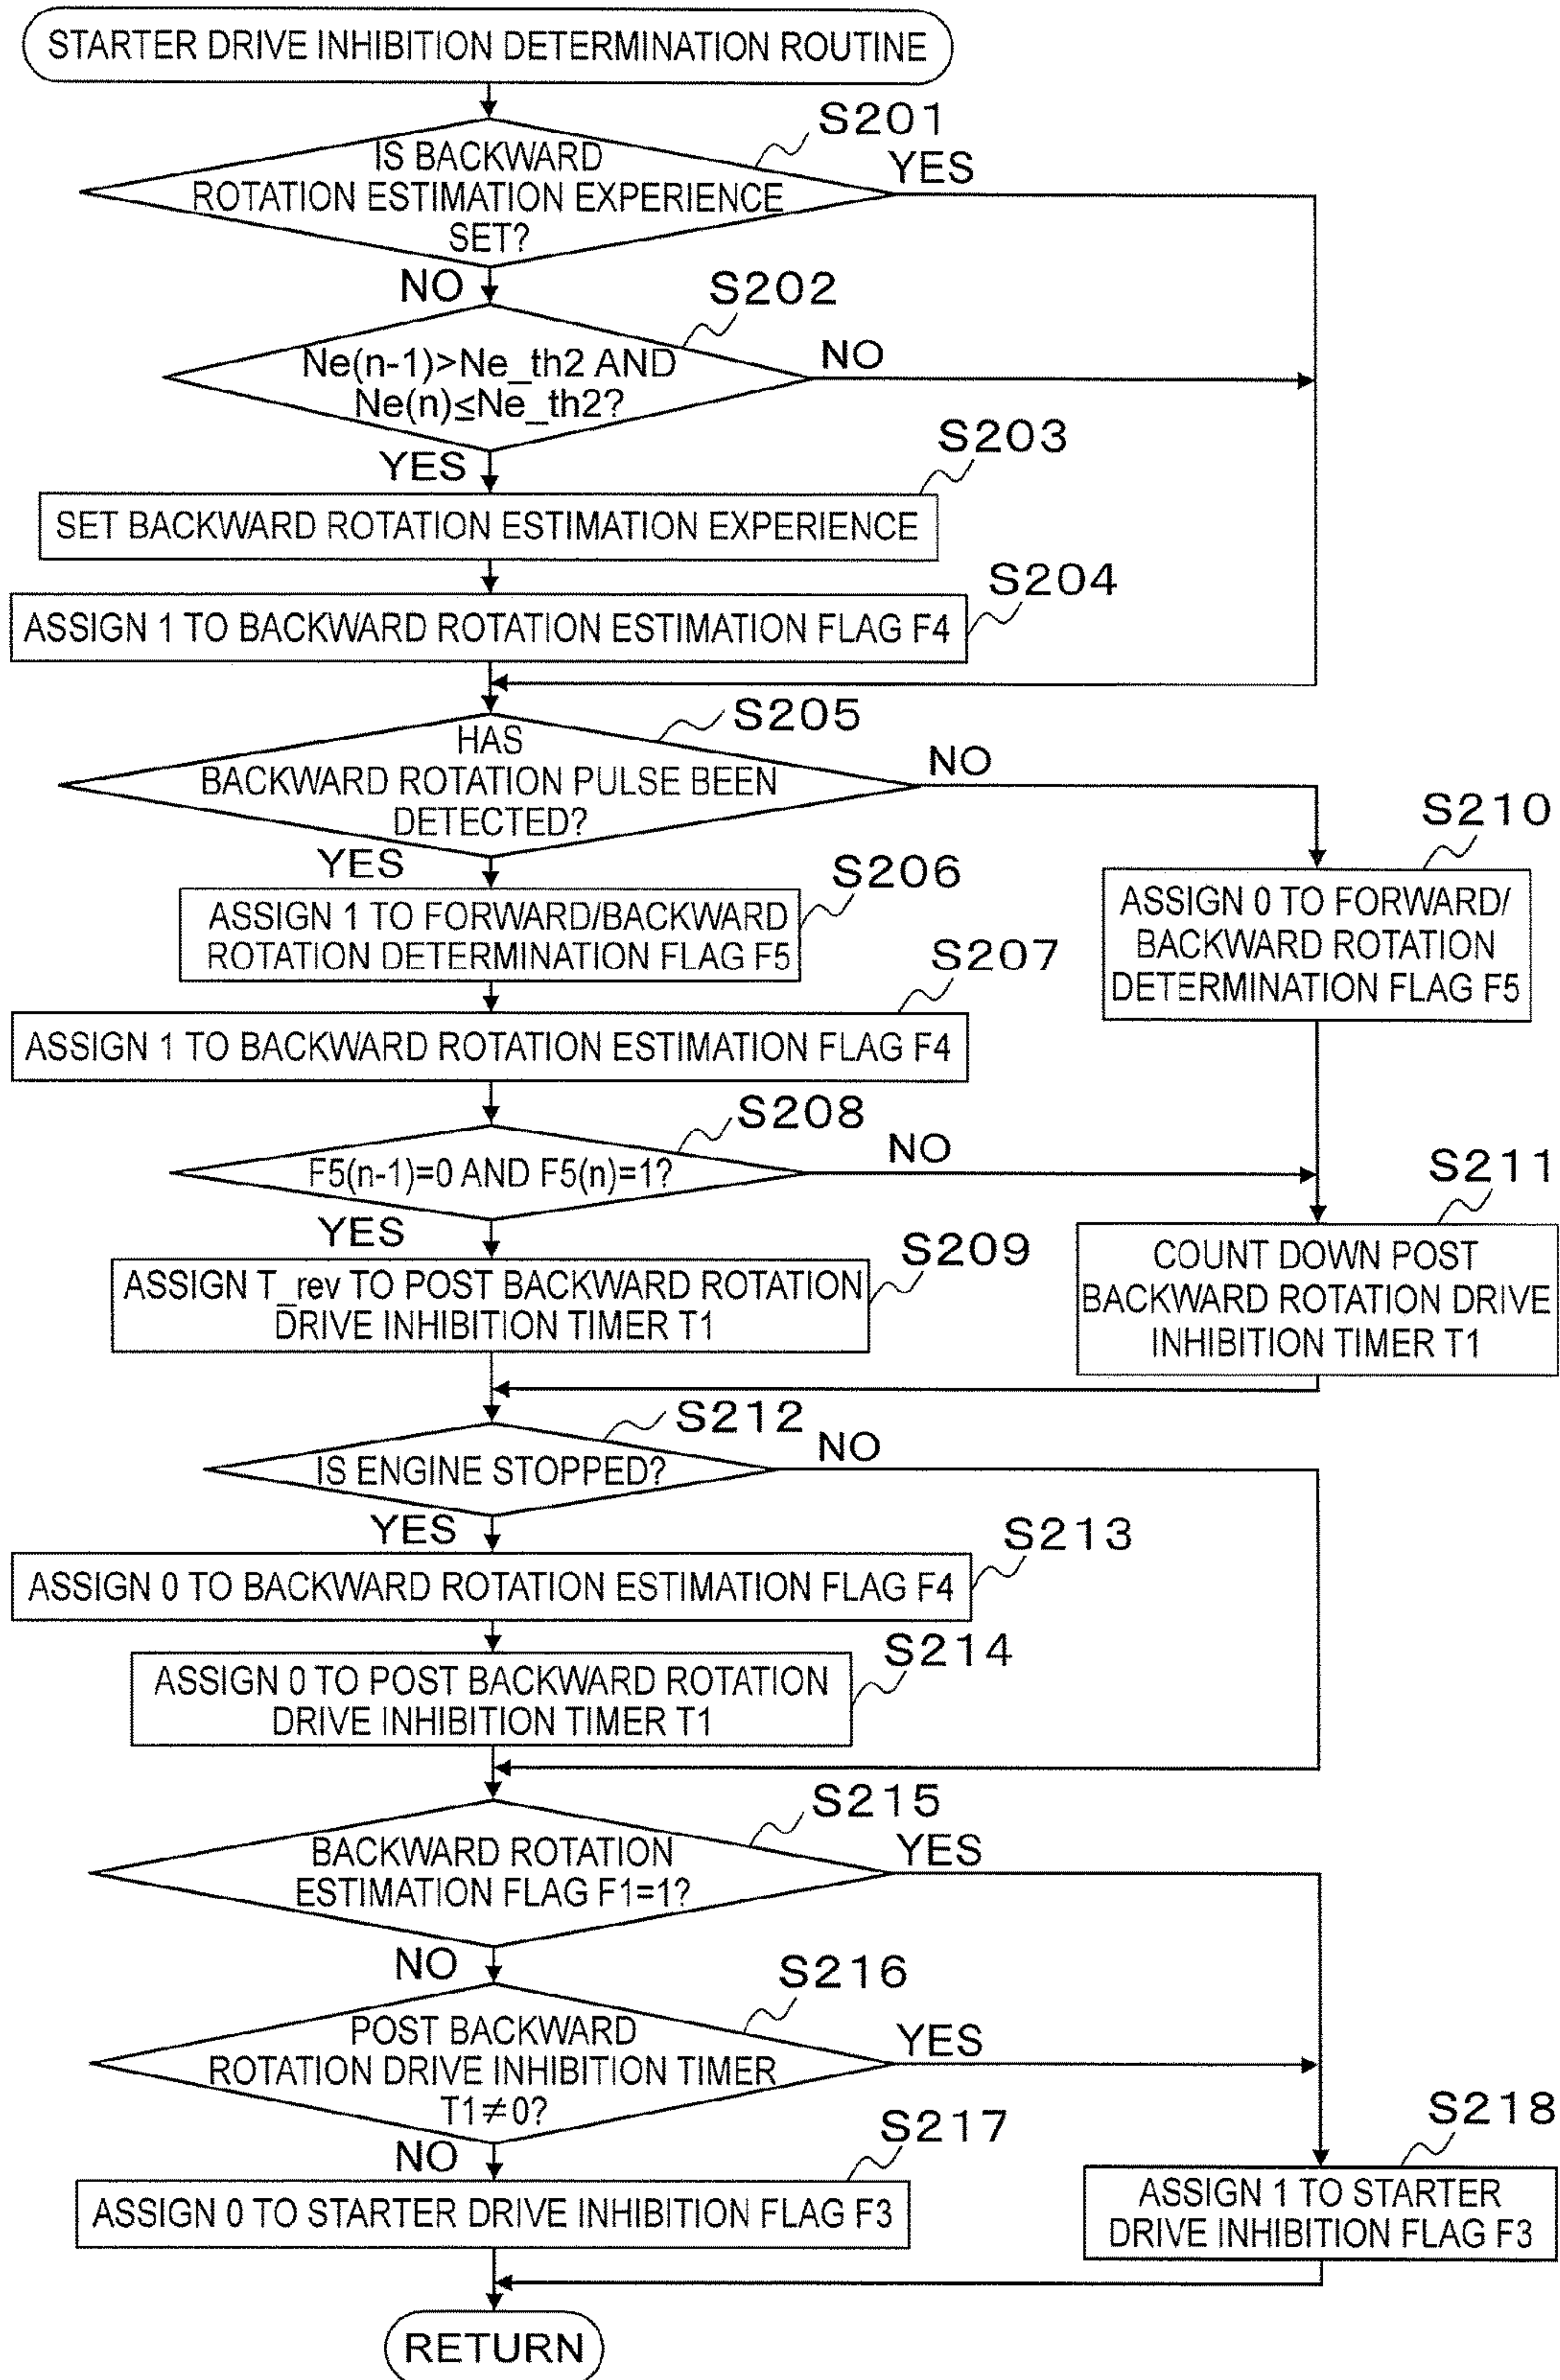 STARTER DRIVE INHIBITION DETERMINATION ROUTINE
S201
IS BACKWARD
ROTATION ESTIMATION EXPERIENCE
SET?
YES
NO
S202
Ne(n-1)>Ne_th2 AND
Ne(n)≤Ne_th2?
NO
YES
S203
SET BACKWARD ROTATION ESTIMATION EXPERIENCE
S204
ASSIGN 1 TO BACKWARD ROTATION ESTIMATION FLAG F4
S205
HAS
BACKWARD ROTATION PULSE BEEN
DETECTED?
NO
YES
S206
ASSIGN 1 TO FORWARD/BACKWARD
ROTATION DETERMINATION FLAG F5
S210
ASSIGN 0 TO FORWARD/
BACKWARD ROTATION
DETERMINATION FLAG F5
S207
ASSIGN 1 TO BACKWARD ROTATION ESTIMATION FLAG F4
S208
F5(n-1)=0 AND F5(n)=1?
NO
YES
S209
ASSIGN T_rev TO POST BACKWARD ROTATION
DRIVE INHIBITION TIMER T1
S211
COUNT DOWN POST
BACKWARD ROTATION DRIVE
INHIBITION TIMER T1
S212
IS ENGINE STOPPED?
NO
YES
S213
ASSIGN 0 TO BACKWARD ROTATION ESTIMATION FLAG F4
S214
ASSIGN 0 TO POST BACKWARD ROTATION
DRIVE INHIBITION TIMER T1
S215
BACKWARD ROTATION
ESTIMATION FLAG F1=1?
YES
NO
S216
POST BACKWARD
ROTATION DRIVE INHIBITION TIMER
T1≠0?
YES
NO
S217
ASSIGN 0 TO STARTER DRIVE INHIBITION FLAG F3
S218
ASSIGN 1 TO STARTER
DRIVE INHIBITION FLAG F3
RETURN